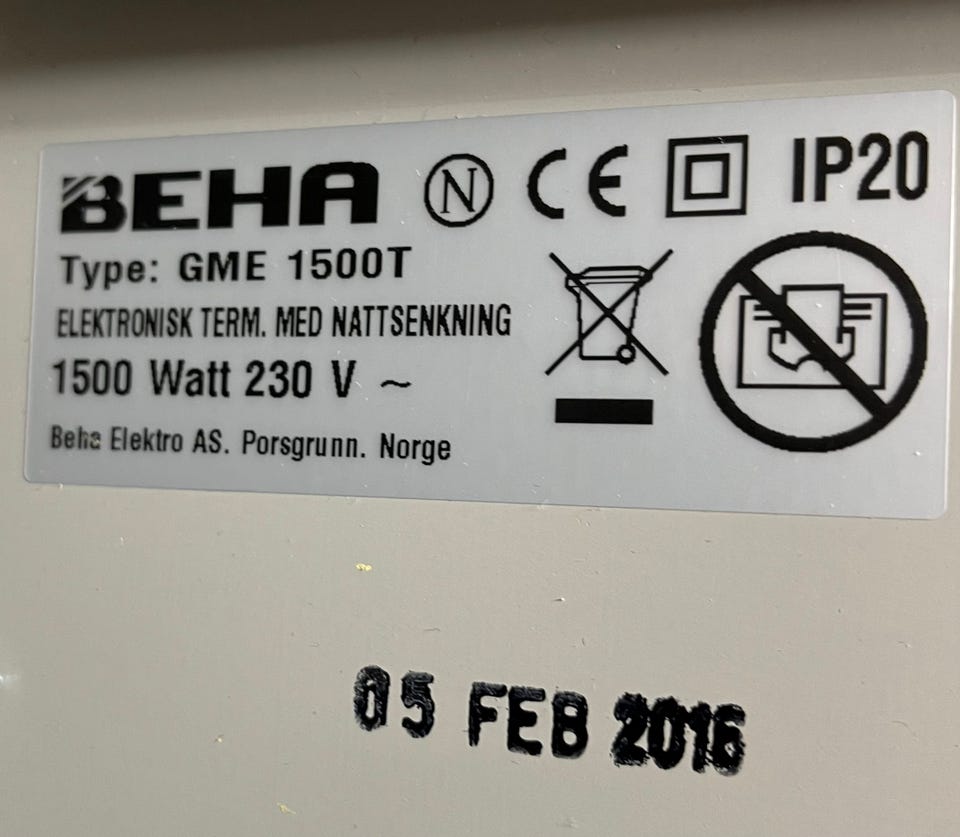 BEHA N CE IP20
Type: GME 1500T
ELEKTRONISK TERM. MED NATTSENKNING
1500 Watt 230 V ~
Beha Elektro AS. Porsgrunn. Norge
05 FEB 2016